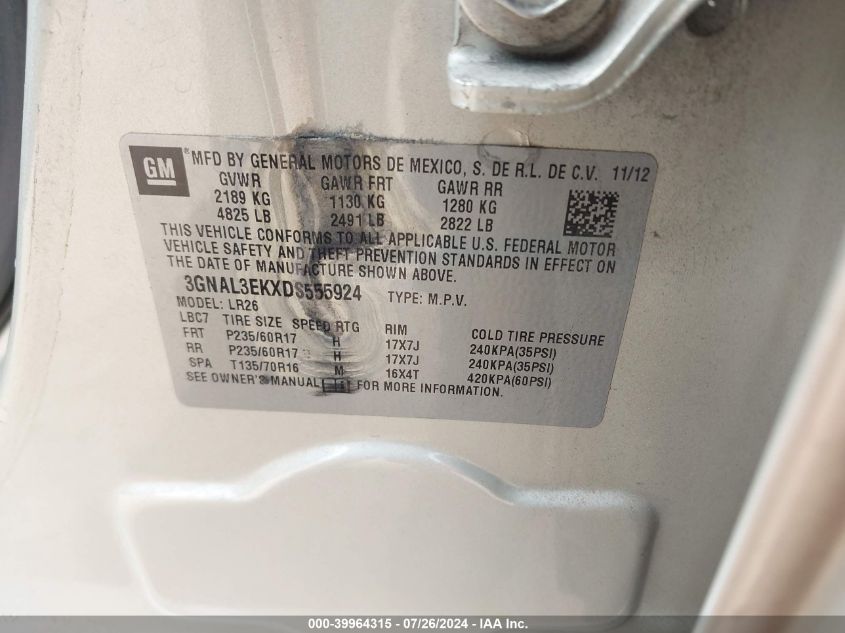 GM ® MFD BY GENERAL MOTORS DE MEXICO, S. DE R.L. DE C.V. 11/12
GVWR GAWR FRT GAWR RR
2189 KG 1130 KG 1280 KG
4825 LB 2491 LB 2822 LB
THIS VEHICLE CONFORMS TO ALL APPLICABLE U.S. FEDERAL MOTOR
VEHICLE SAFETY AND THEFT PREVENTION STANDARDS IN EFFECT ON
THE DATE OF MANUFACTURE SHOWN ABOVE.
3GNAL3EKXDS555924 TYPE: M.P.V.
MODEL: LR26
LBC7 TIRE SIZE SPEED RTG RIM COLD TIRE PRESSURE
FRT P235/60R17 H 17X7J 240KPA(35PSI)
RR P235/60R17 H 17X7J 240KPA(35PSI)
SPA T135/70R16 M 16X4T 420KPA(60PSI)
SEE OWNER'S MANUAL FOR MORE INFORMATION.
000-39964315 - 07/26/2024 - IAA Inc.